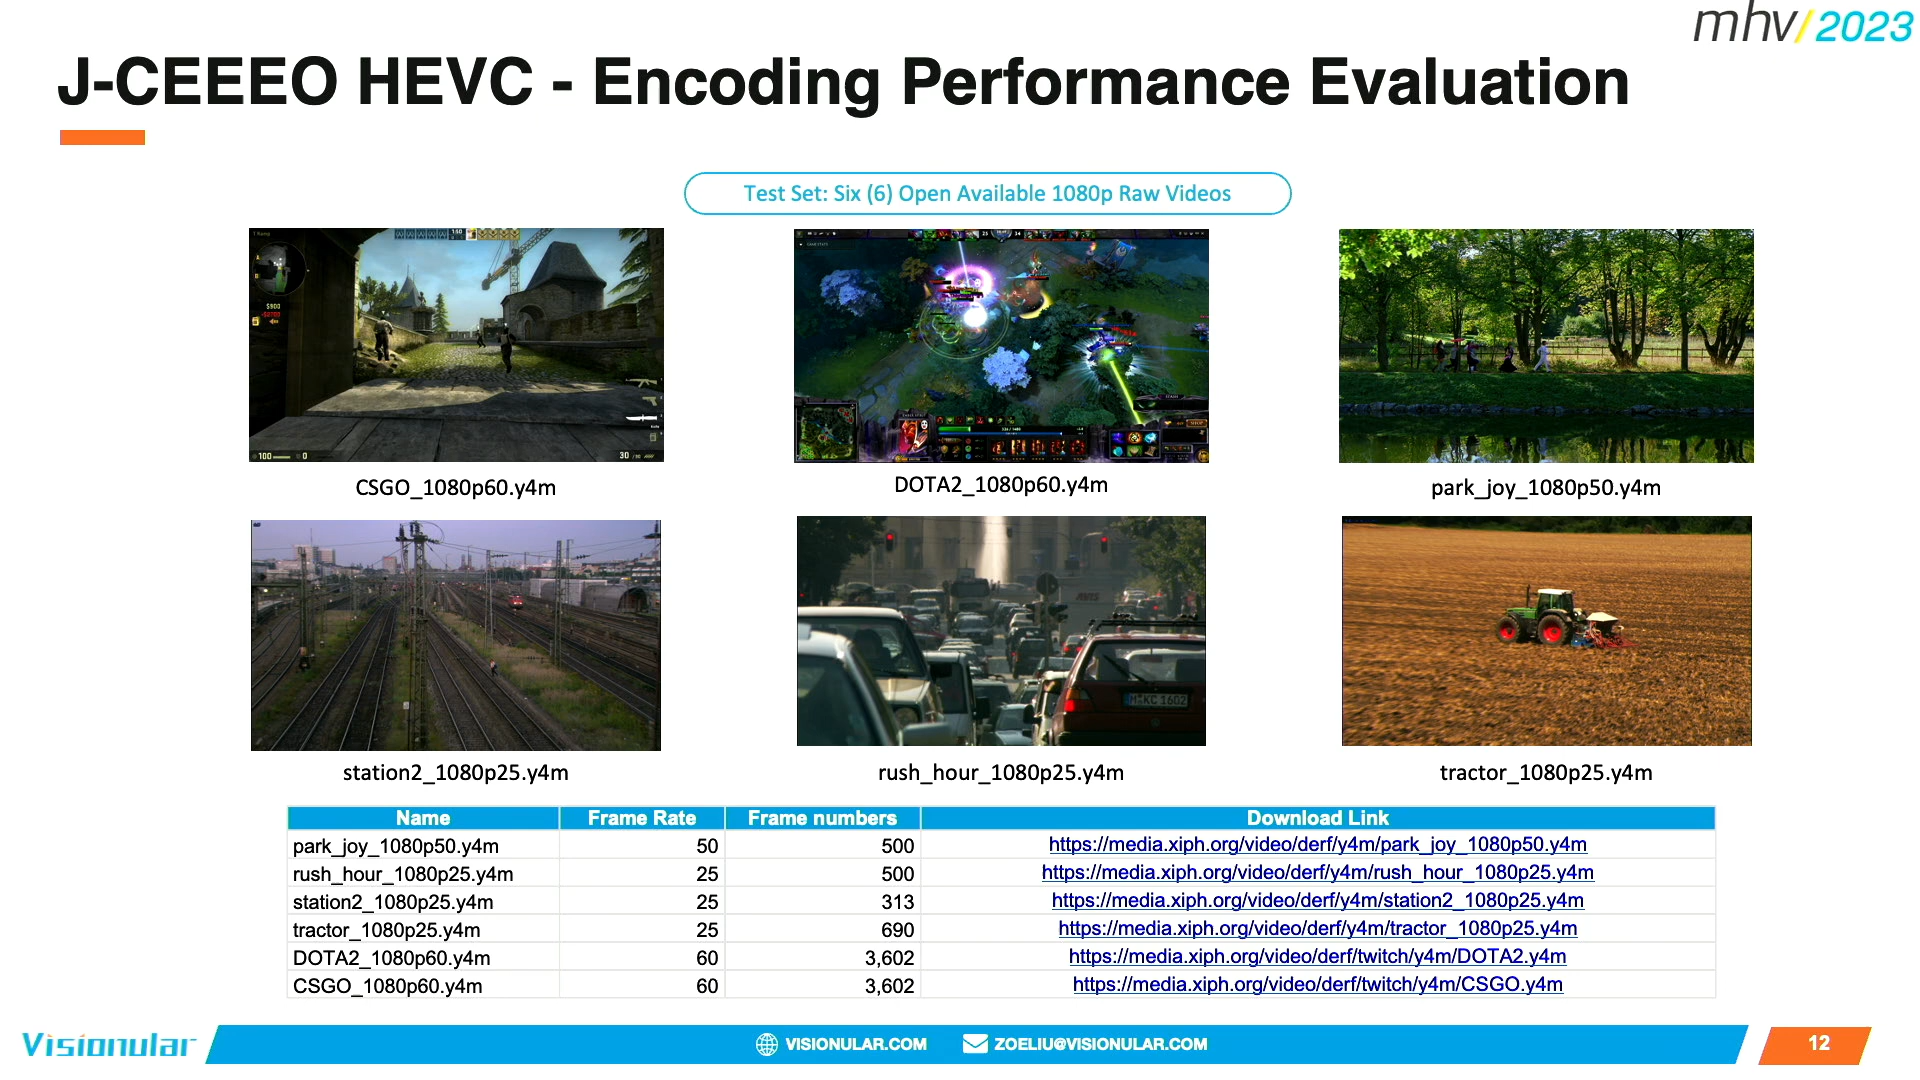 mhv/2023
J-CEEEO HEVC - Encoding Performance Evaluation
Test Set: Six (6) Open Available 1080p Raw Videos
CSGO_1080p60.y4m
DOTA2_1080p60.y4m
park_joy_1080p50.y4m
M-KC 1602
station2_1080p25.y4m
rush_hour_1080p25.y4m
tractor_1080p25.y4m
Name Frame Rate Frame numbers Download Link
park_joy_1080p50.y4m 50 500 https://media.xiph.org/video/derf/y4m/park_joy_1080p50.y4m
rush_hour_1080p25.y4m 25 500 https://media.xiph.org/video/derf/y4m/rush_hour_1080p25.y4m
station2_1080p25.y4m 25 313 https://media.xiph.org/video/derf/y4m/station2_1080p25.y4m
tractor_1080p25.y4m 25 690 https://media.xiph.org/video/derf/y4m/tractor_1080p25.y4m
DOTA2_1080p60.y4m 60 3,602 https://media.xiph.org/video/derf/twitch/y4m/DOTA2.y4m
CSGO_1080p60.y4m 60 3,602 https://media.xiph.org/video/derf/twitch/y4m/CSGO.y4m
Visionular
VISIONULAR.COM
ZOELIU@VISIONULAR.COM
12